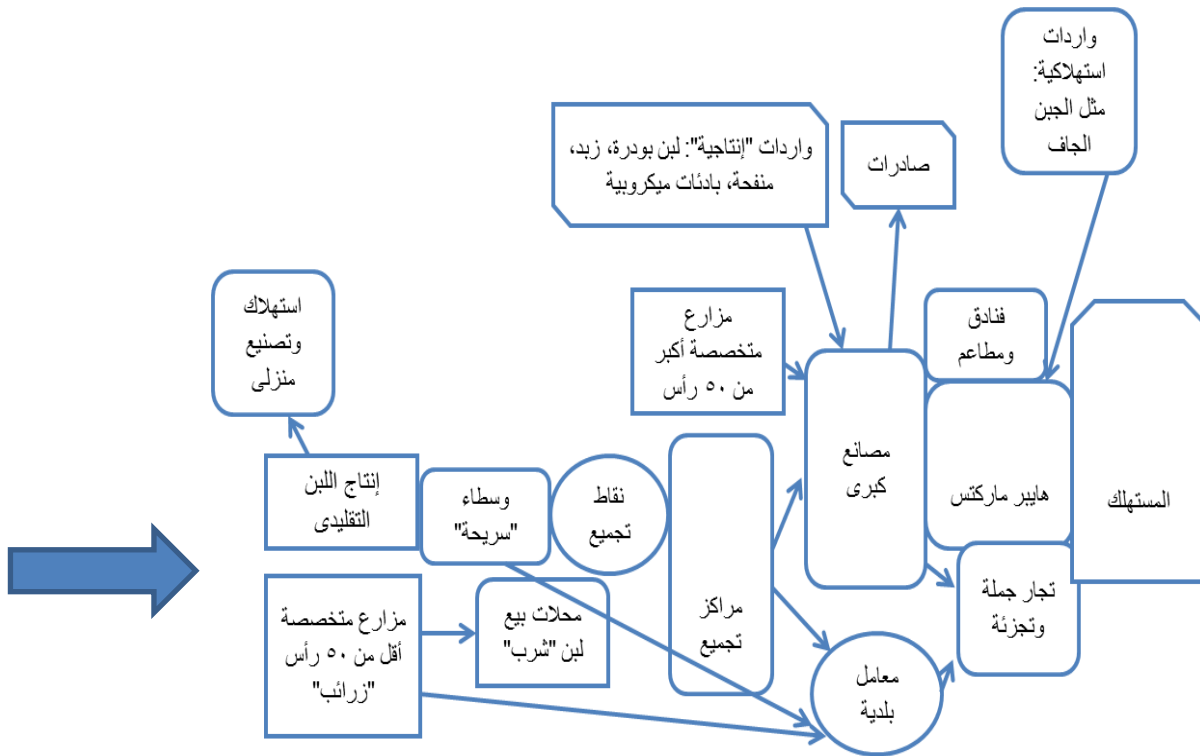 واردات
استهلاكية:
مثل الجبن
الجاف
واردات "إنتاجية": لبن بودرة، زبد،
منفحة، بادئات ميكروبية
صادرات
استهلاك
وتصنيع
منزلى
مزارع
متخصصة أكبر
من ٥٠ رأس
فنادق
ومطاعم
مصانع
كبرى
هايبر ماركتس
المستهلك
إنتاج اللبن
التقليدى
وسطاء
"سريحة"
نقاط
تجميع
مراكز
تجميع
تجار جملة
وتجزئة
مزارع متخصصة
أقل من ٥٠ رأس
"زرائب"
محلات بيع
لبن "شرب"
معامل
بلدية